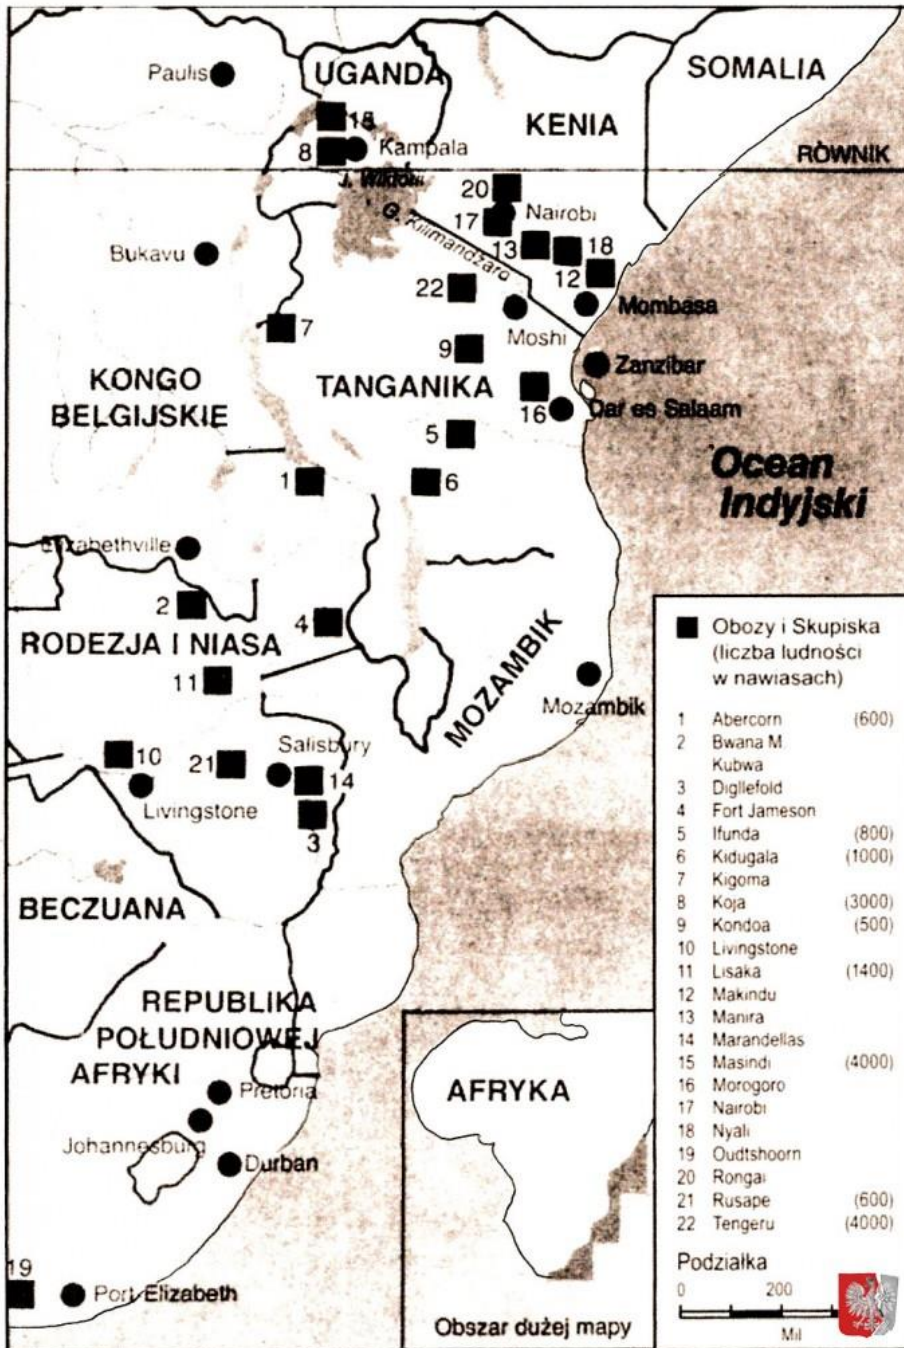 Paulis
UGANDA
SOMALIA
15
KENIA
8
Kampala
RÓWNIK
20
Nairobi
G. Kilimandżaro
17
Bukavu
13
18
12
22
Mombasa
7
Moshi
9
Zanzibar
KONGO
BELGIJSKIE
TANGANIKA
16
Dar es Salaam
5
1
6
Ocean
Indyjski
Elizabethville
2
4
RODEZJA I NIASA
11
MOZAMBIK
Mozambik
10
21
Salisbury
14
Livingstone
3
BECZUANA
REPUBLIKA
POŁUDNIOWEJ
AFRYKI
Pretoria
Johannesburg
Durban
19
Port Elizabeth
AFRYKA
Obszar dużej mapy
Obozy i Skupiska
(liczba ludności
w nawiasach)
1 Abercorn (600)
2 Bwana M.
Kubwa
3 Digllefold
4 Fort Jameson
5 Ifunda (800)
6 Kidugala (1000)
7 Kigoma
8 Koja (3000)
9 Kondoa (500)
10 Livingstone
11 Lisaka (1400)
12 Makindu
13 Manira
14 Marandellas
15 Masindi (4000)
16 Morogoro
17 Nairobi
18 Nyali
19 Oudtshoorn
20 Rongai
21 Rusape (600)
22 Tengeru (4000)
Podziałka
0 200
Mil